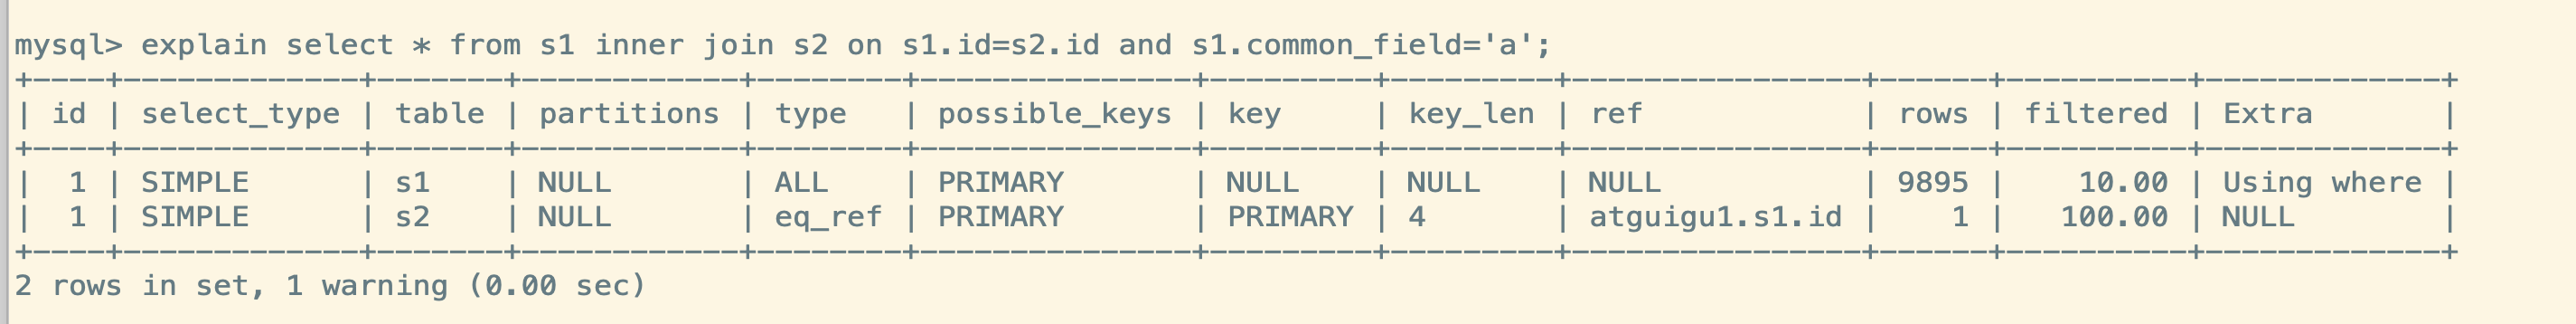 mysql> explain select * from s1 inner join s2 on s1.id=s2.id and s1.common_field='a';
+----+-------------+-------+------------+--------+---------------+---------+---------+----------------+------+----------+-------------+
| id | select_type | table | partitions | type   | possible_keys | key     | key_len | ref            | rows | filtered | Extra       |
+----+-------------+-------+------------+--------+---------------+---------+---------+----------------+------+----------+-------------+
|  1 | SIMPLE      | s1    | NULL       | ALL    | PRIMARY       | NULL    | NULL    | NULL           | 9895 |    10.00 | Using where |
|  1 | SIMPLE      | s2    | NULL       | eq_ref | PRIMARY       | PRIMARY | 4       | atguigu1.s1.id |    1 |   100.00 | NULL        |
+----+-------------+-------+------------+--------+---------------+---------+---------+----------------+------+----------+-------------+
2 rows in set, 1 warning (0.00 sec)